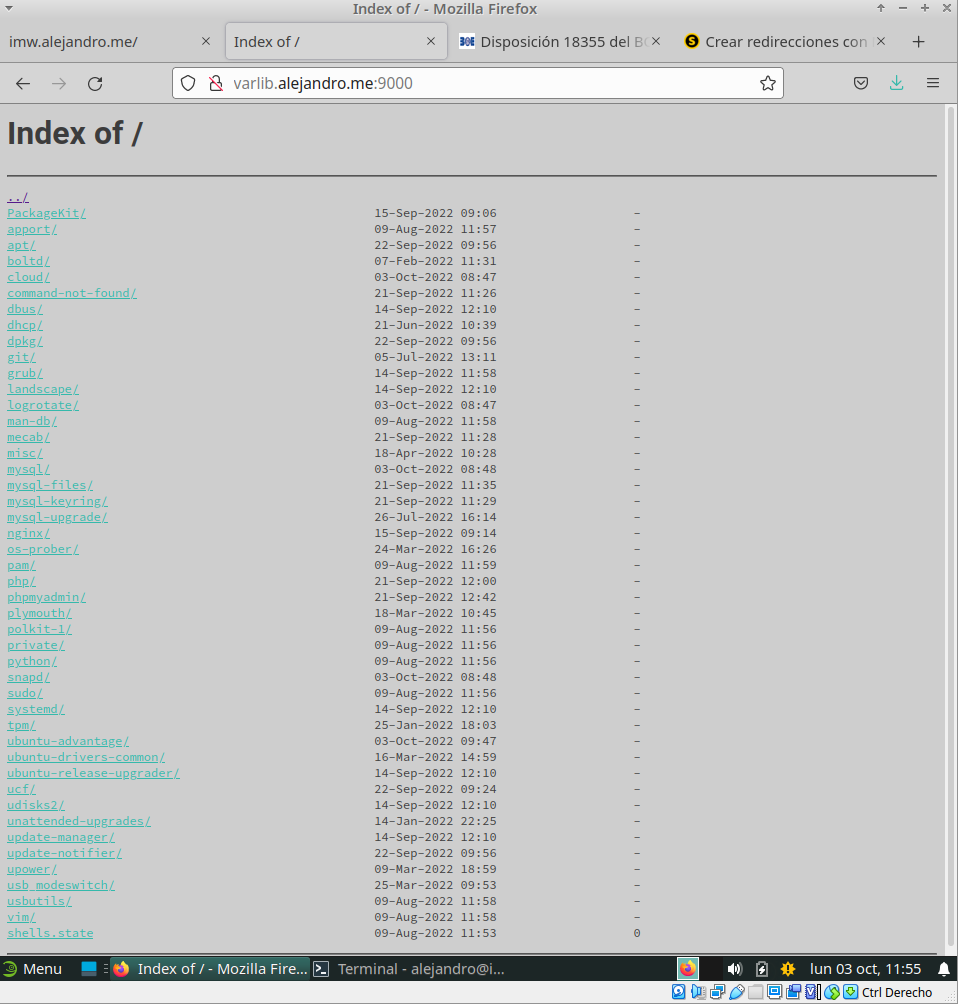 Index of / - Mozilla Firefox
imw.alejandro.me/ Index of / Disposición 18355 del BO Crear redirecciones con
varlib.alejandro.me:9000
Index of /
../
PackageKit/ 15-Sep-2022 09:06 -
apport/ 09-Aug-2022 11:57 -
apt/ 22-Sep-2022 09:56 -
boltd/ 07-Feb-2022 11:31 -
cloud/ 03-Oct-2022 08:47 -
command-not-found/ 21-Sep-2022 11:26 -
dbus/ 14-Sep-2022 12:10 -
dhcp/ 21-Jun-2022 10:39 -
dpkg/ 22-Sep-2022 09:56 -
git/ 05-Jul-2022 13:11 -
grub/ 14-Sep-2022 11:58 -
landscape/ 14-Sep-2022 12:10 -
logrotate/ 03-Oct-2022 08:47 -
man-db/ 09-Aug-2022 11:58 -
mecab/ 21-Sep-2022 11:28 -
misc/ 18-Apr-2022 10:28 -
mysql/ 03-Oct-2022 08:48 -
mysql-files/ 21-Sep-2022 11:35 -
mysql-keyring/ 21-Sep-2022 11:29 -
mysql-upgrade/ 26-Jul-2022 16:14 -
nginx/ 15-Sep-2022 09:14 -
os-prober/ 24-Mar-2022 16:26 -
pam/ 09-Aug-2022 11:59 -
php/ 21-Sep-2022 12:00 -
phpmyadmin/ 21-Sep-2022 12:42 -
plymouth/ 18-Mar-2022 10:45 -
polkit-1/ 09-Aug-2022 11:56 -
private/ 09-Aug-2022 11:56 -
python/ 09-Aug-2022 11:56 -
snapd/ 03-Oct-2022 08:48 -
sudo/ 09-Aug-2022 11:56 -
systemd/ 14-Sep-2022 12:10 -
tpm/ 25-Jan-2022 18:03 -
ubuntu-advantage/ 03-Oct-2022 09:47 -
ubuntu-drivers-common/ 16-Mar-2022 14:59 -
ubuntu-release-upgrader/ 14-Sep-2022 12:10 -
ucf/ 22-Sep-2022 09:24 -
udisks2/ 14-Sep-2022 12:10 -
unattended-upgrades/ 14-Jan-2022 22:25 -
update-manager/ 14-Sep-2022 12:10 -
update-notifier/ 22-Sep-2022 09:56 -
upower/ 09-Mar-2022 18:59 -
usb_modeswitch/ 25-Mar-2022 09:53 -
usbutils/ 09-Aug-2022 11:58 -
vim/ 09-Aug-2022 11:58 -
shells.state 09-Aug-2022 11:53 0
Menu Index of / - Mozilla Fire... Terminal - alejandro@i... lun 03 oct, 11:55
Ctrl Derecho